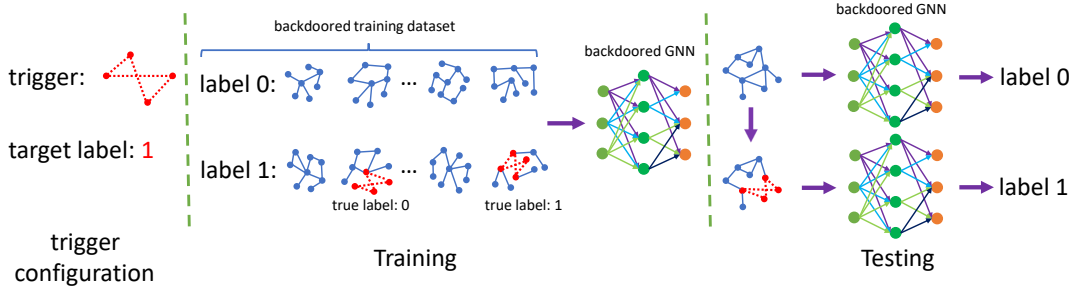 trigger:
target label: 1
trigger
configuration
backdoored training dataset
label 0:
...
label 1:
...
true label: 0
true label: 1
Training
backdoored GNN
backdoored GNN
label 0
label 1
Testing